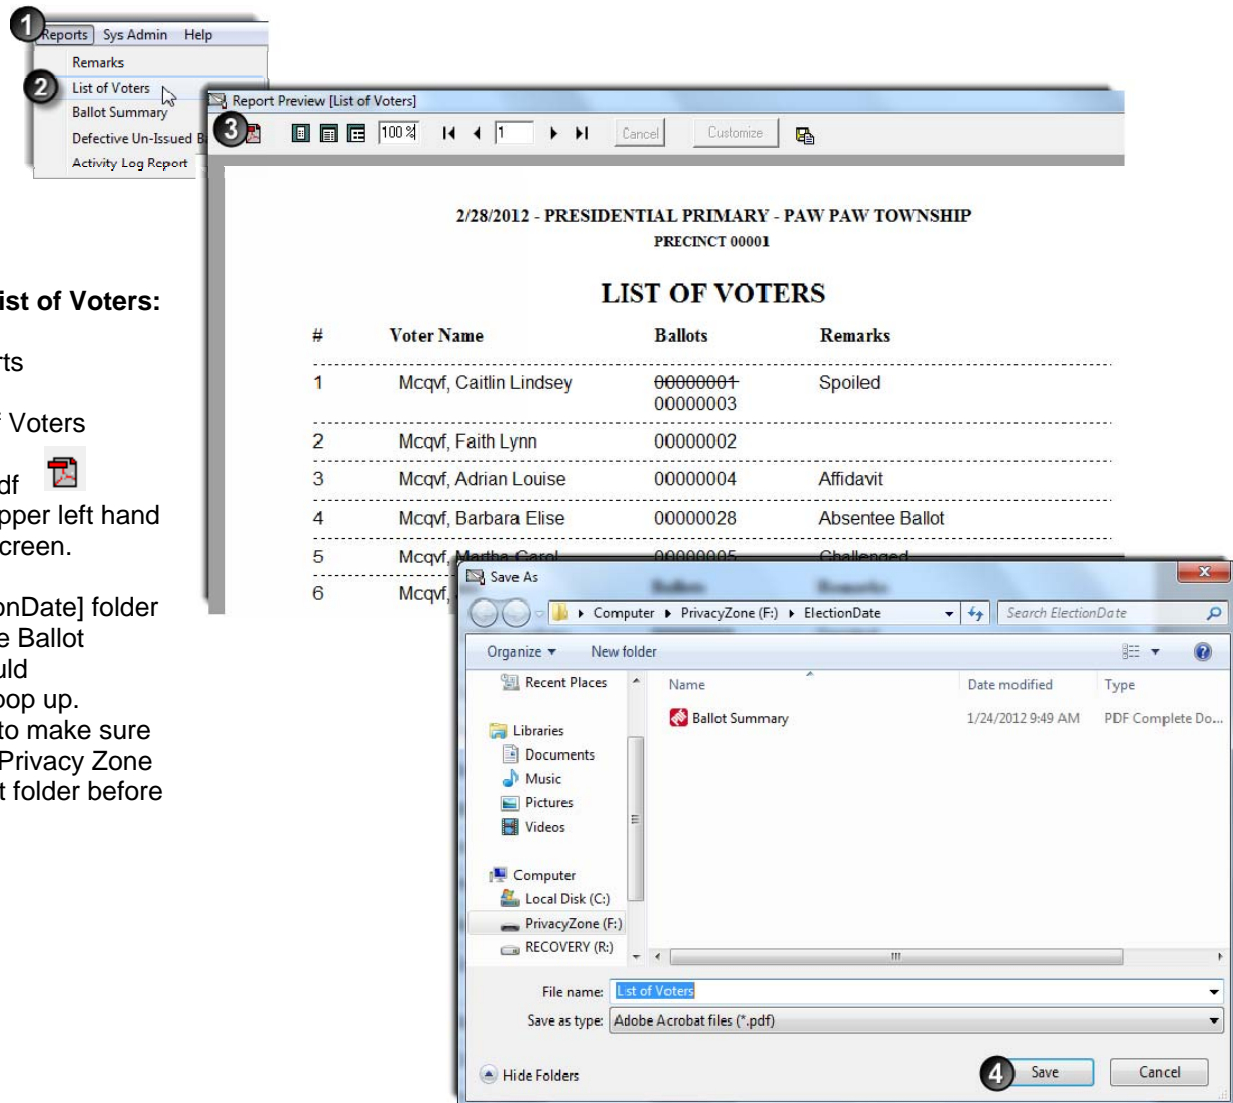 1
Reports Sys Admin Help
Remarks
2
List of Voters
Ballot Summary
Defective Un-Issued B
Activity Log Report
Report Preview [List of Voters]
3
100 % 1 Cancel Customize
2/28/2012 - PRESIDENTIAL PRIMARY - PAW PAW TOWNSHIP
PRECINCT 00001
LIST OF VOTERS
# Voter Name Ballots Remarks
1 Mcqvf, Caitlin Lindsey 00000001 Spoiled
00000003
2 Mcqvf, Faith Lynn 00000002
3 Mcqvf, Adrian Louise 00000004 Affidavit
4 Mcqvf, Barbara Elise 00000028 Absentee Ballot
5 Mcqvf, Martha Carol 00000005 Challenged
6 Mcqvf,
ist of Voters:
rts
f Voters
df
pper left hand
creen.
onDate] folder
e Ballot
uld
oop up.
to make sure
Privacy Zone
t folder before
Save As
Computer PrivacyZone (F:) ElectionDate Search ElectionDate
Organize New folder
Recent Places
Libraries
Documents
Music
Pictures
Videos
Computer
Local Disk (C:)
PrivacyZone (F:)
RECOVERY (R:)
Name Date modified Type
Ballot Summary 1/24/2012 9:49 AM PDF Complete Do...
File name: List of Voters
Save as type: Adobe Acrobat files (*.pdf)
Hide Folders
4
Save Cancel